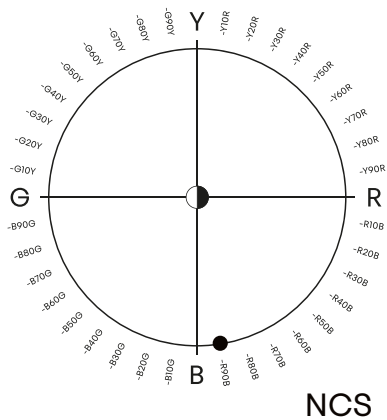 Y
-Y10R
-Y20R
-Y30R
-Y40R
-Y50R
-Y60R
-Y70R
-Y80R
-Y90R
R
-R10B
-R20B
-R30B
-R40B
-R50B
-R60B
-R70B
-R80B
-R90B
B
-B10G
-B20G
-B30G
-B40G
-B50G
-B60G
-B70G
-B80G
-B90G
G
-G10Y
-G20Y
-G30Y
-G40Y
-G50Y
-G60Y
-G70Y
-G80Y
-G90Y
NCS